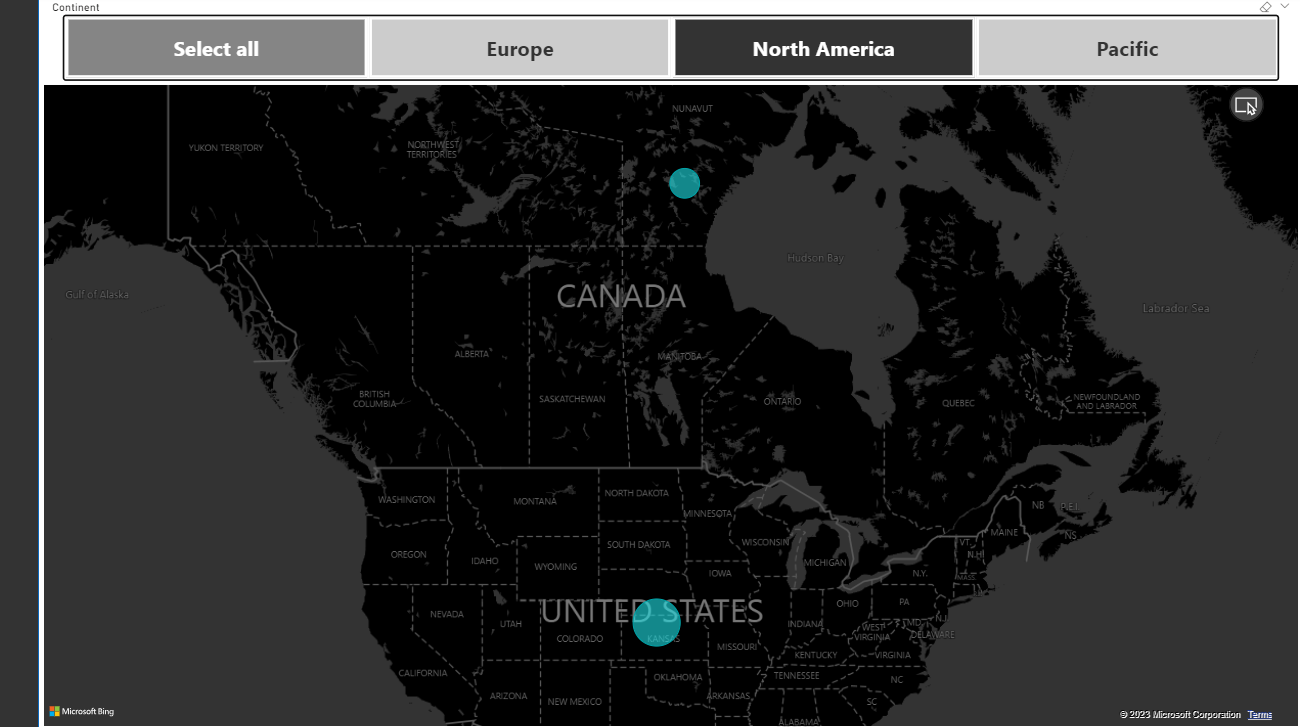 Continent
Select all
Europe
North America
Pacific
NUNAVUT
YUKON TERRITORY
NORTHWEST
TERRITORIES
Hudson Bay
Gulf of Alaska
CANADA
Labrador Sea
ALBERTA
MANITOBA
BRITISH
COLUMBIA
SASKATCHEWAN
ONTARIO
QUEBEC
NEWFOUNDLAND
AND LABRADOR
WASHINGTON
MONTANA
NORTH DAKOTA
MINNESOTA
NB
P.E.I.
OREGON
IDAHO
SOUTH DAKOTA
WISCONSIN
VT.
N.H.
MAINE
NS
WYOMING
IOWA
MICHIGAN
N.Y.
MASS.
UNITED STATES
NEVADA
UTAH
COLORADO
KANSAS
MISSOURI
INDIANA
OHIO
PA
N.J.
MD.
DELAWARE
WEST
VIRGINIA
KENTUCKY
VIRGINIA
CALIFORNIA
OKLAHOMA
TENNESSEE
NC
ARIZONA
NEW MEXICO
ARKANSAS
SC
ALABAMA
Microsoft Bing
© 2023 Microsoft Corporation Terms